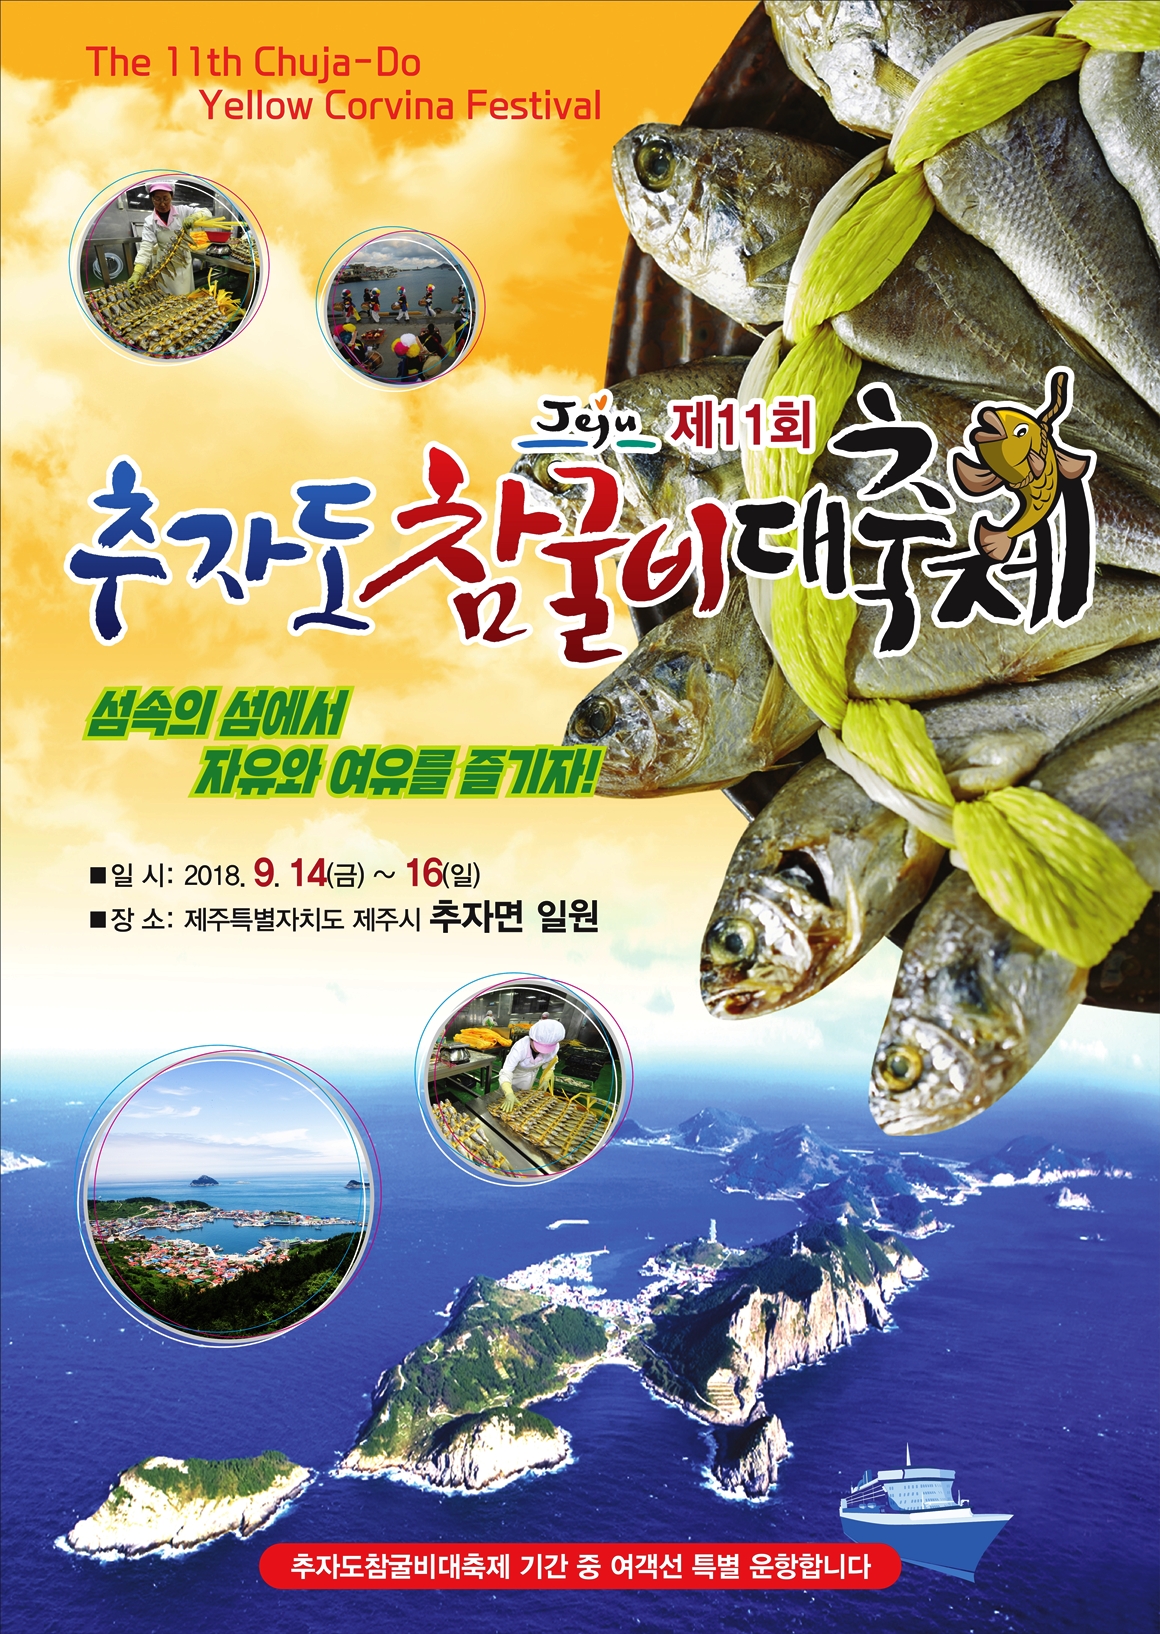 The 11th Chuja-Do
Yellow Corvina Festival
Jeju 제11회
추자도참굴비대축제
섬속의 섬에서
자유와 여유를 즐기자!
■일 시: 2018. 9. 14(금) ~ 16(일)
■장 소: 제주특별자치도 제주시 추자면 일원
추자도참굴비대축제 기간 중 여객선 특별 운항합니다